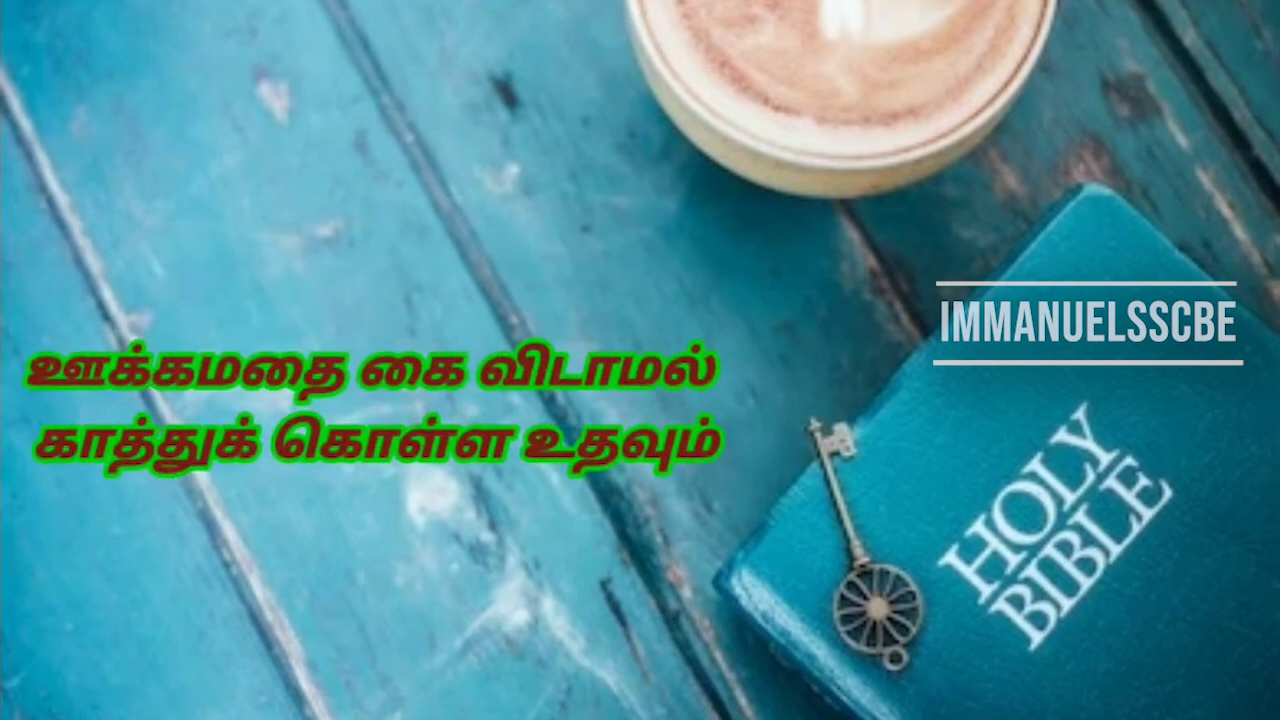 ஊக்கமதை கை விடாமல்
காத்துக் கொள்ள உதவும்
IMMANUELSSCBE
HOLY
BIBLE